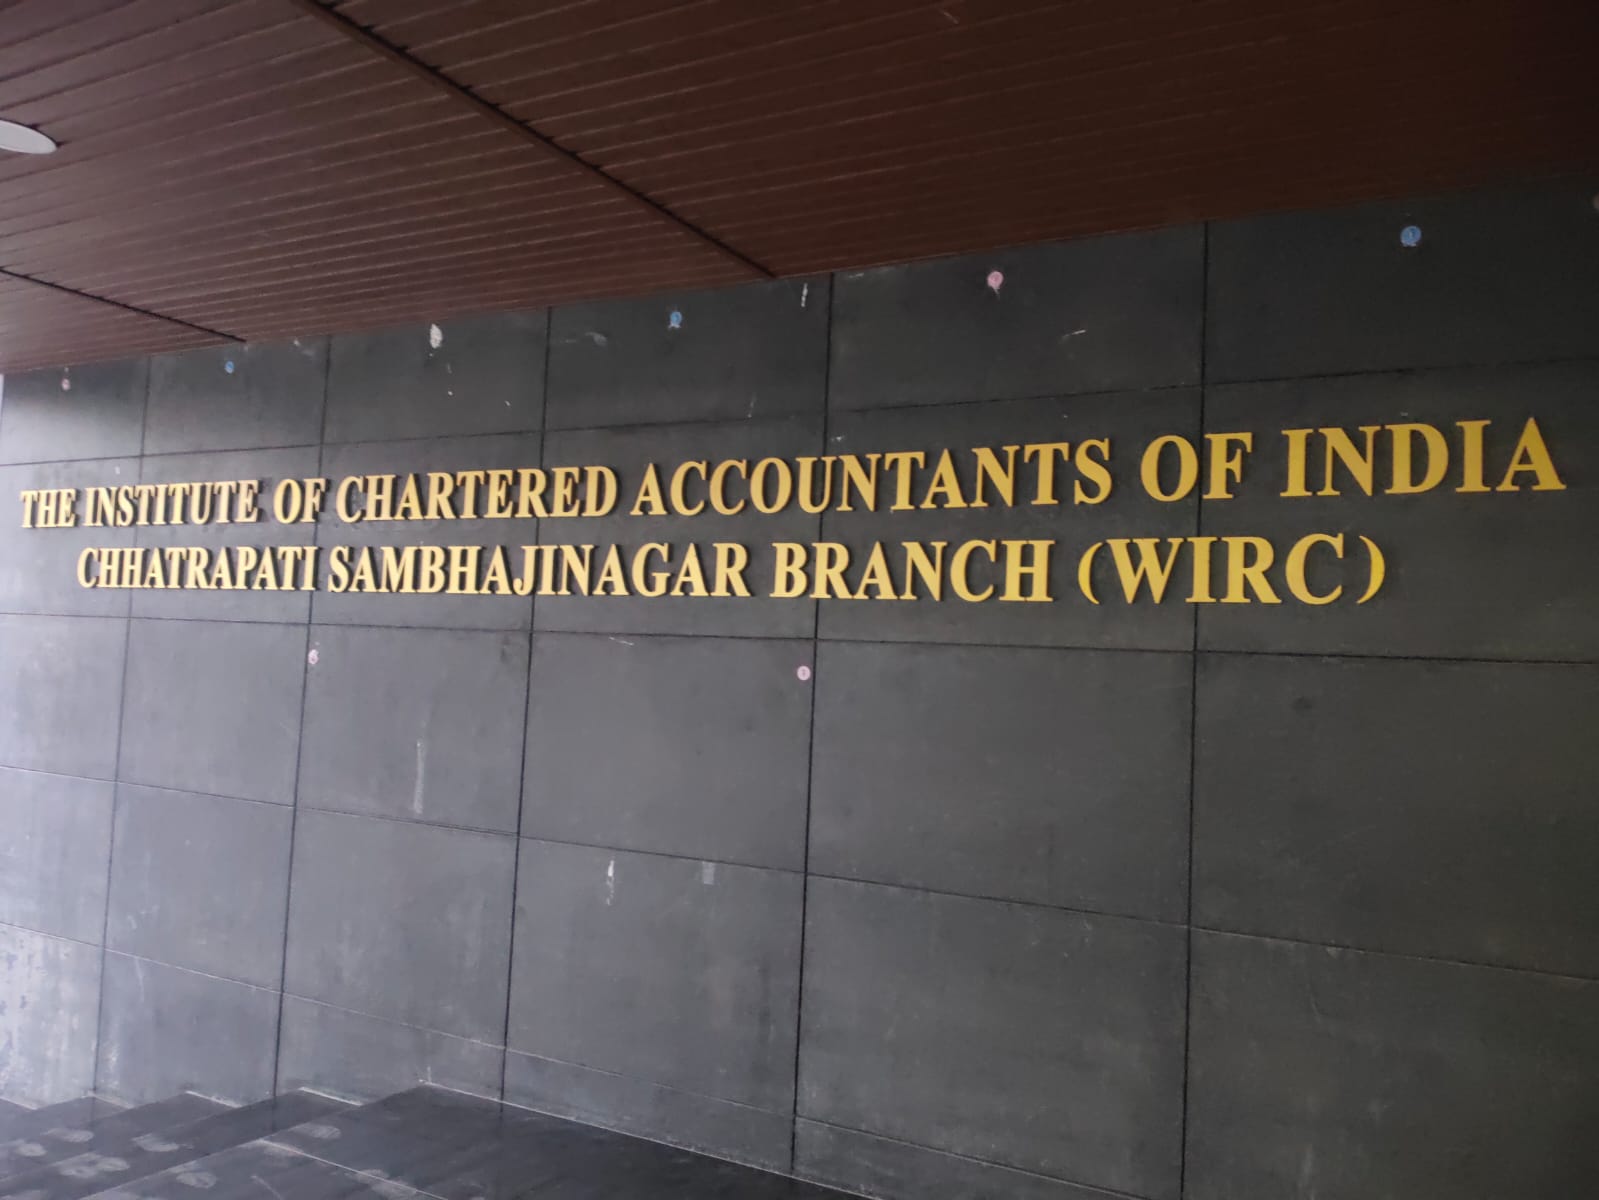 THE INSTITUTE OF CHARTERED ACCOUNTANTS OF INDIA
CHHATRAPATI SAMBHAJINAGAR BRANCH (WIRC)